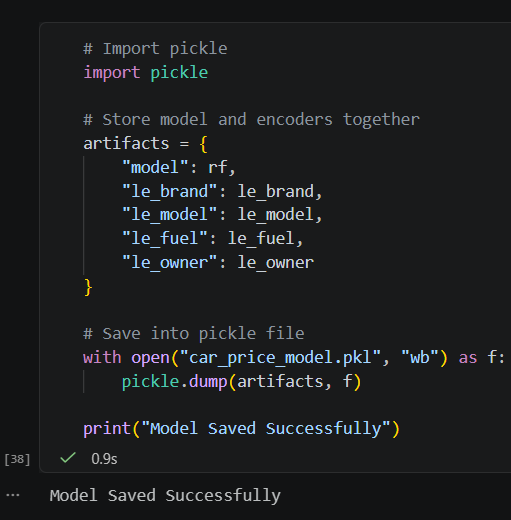 # Import pickle
import pickle
# Store model and encoders together
artifacts = {
    "model": rf,
    "le_brand": le_brand,
    "le_model": le_model,
    "le_fuel": le_fuel,
    "le_owner": le_owner
}
# Save into pickle file
with open("car_price_model.pkl", "wb") as f:
    pickle.dump(artifacts, f)
print("Model Saved Successfully")
[38] ✓ 0.9s
... Model Saved Successfully